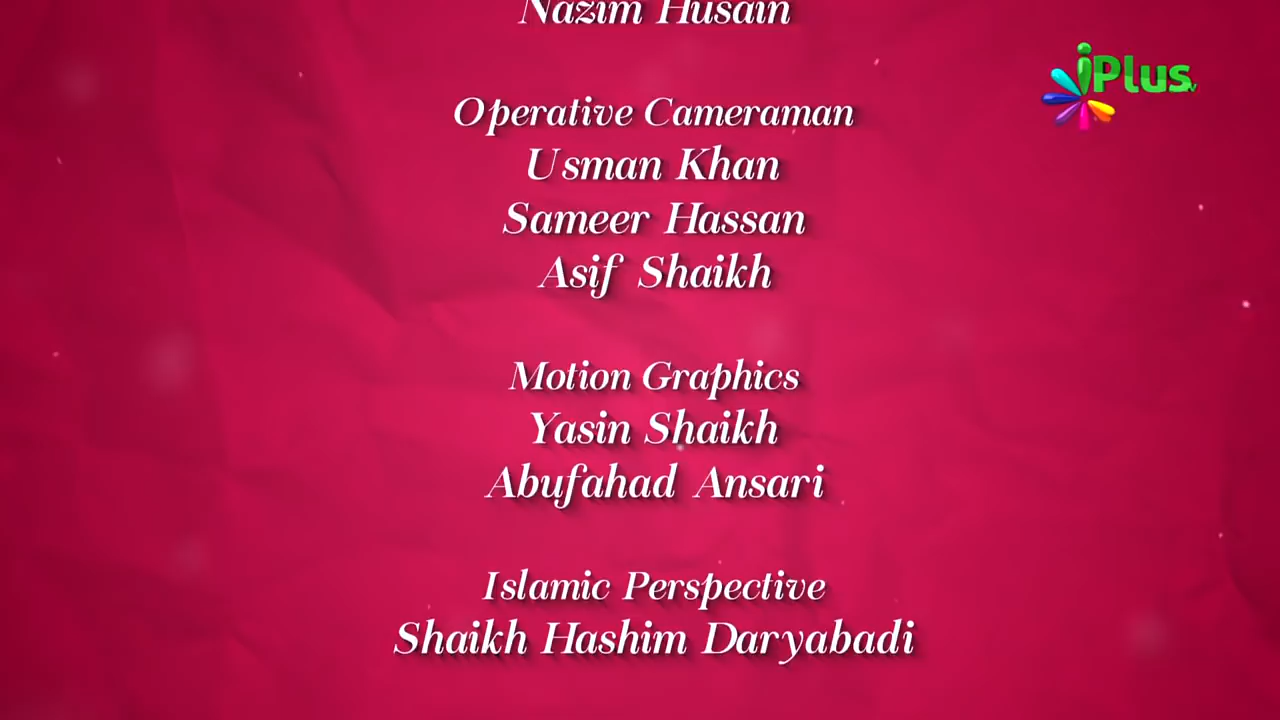 Nazim Husain
iPlus TV
Operative Cameraman
Usman Khan
Sameer Hassan
Asif Shaikh
Motion Graphics
Yasin Shaikh
Abufahad Ansari
Islamic Perspective
Shaikh Hashim Daryabadi